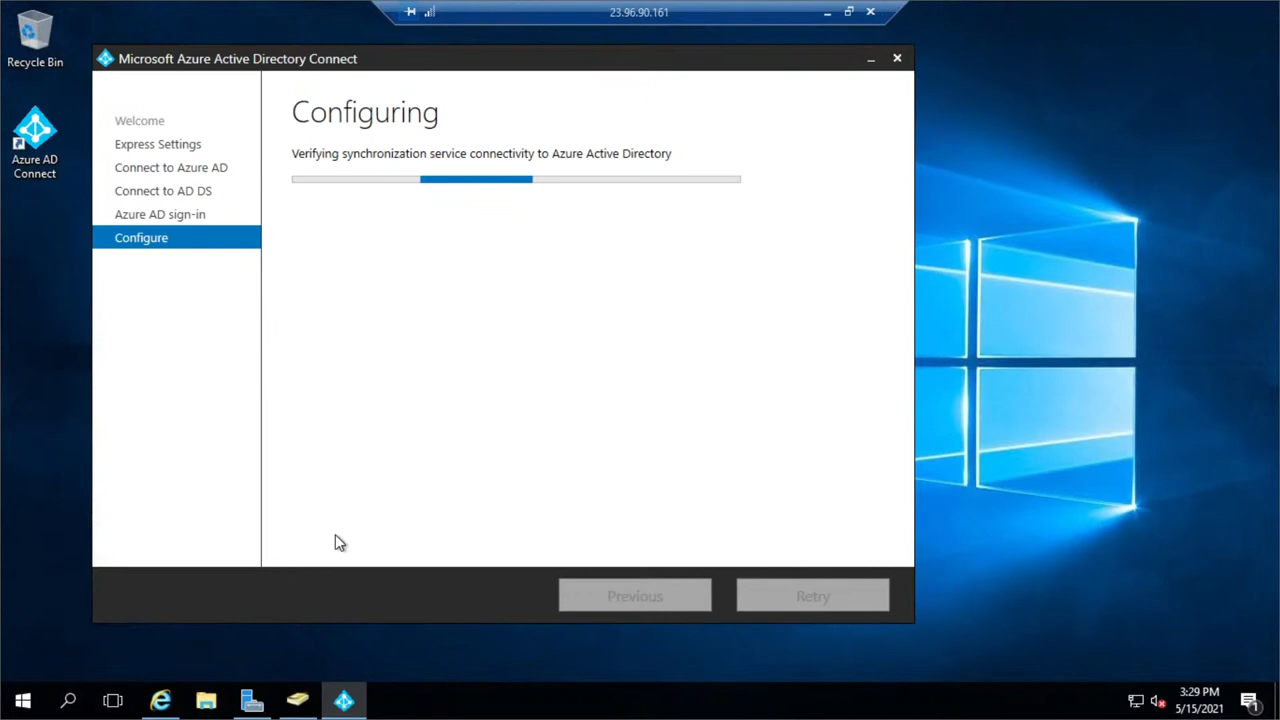 23.96.90.161
Recycle Bin
Azure AD
Connect
Microsoft Azure Active Directory Connect
Welcome
Express Settings
Connect to Azure AD
Connect to AD DS
Azure AD sign-in
Configure
Configuring
Verifying synchronization service connectivity to Azure Active Directory
Previous
Retry
3:29 PM
5/15/2021
1